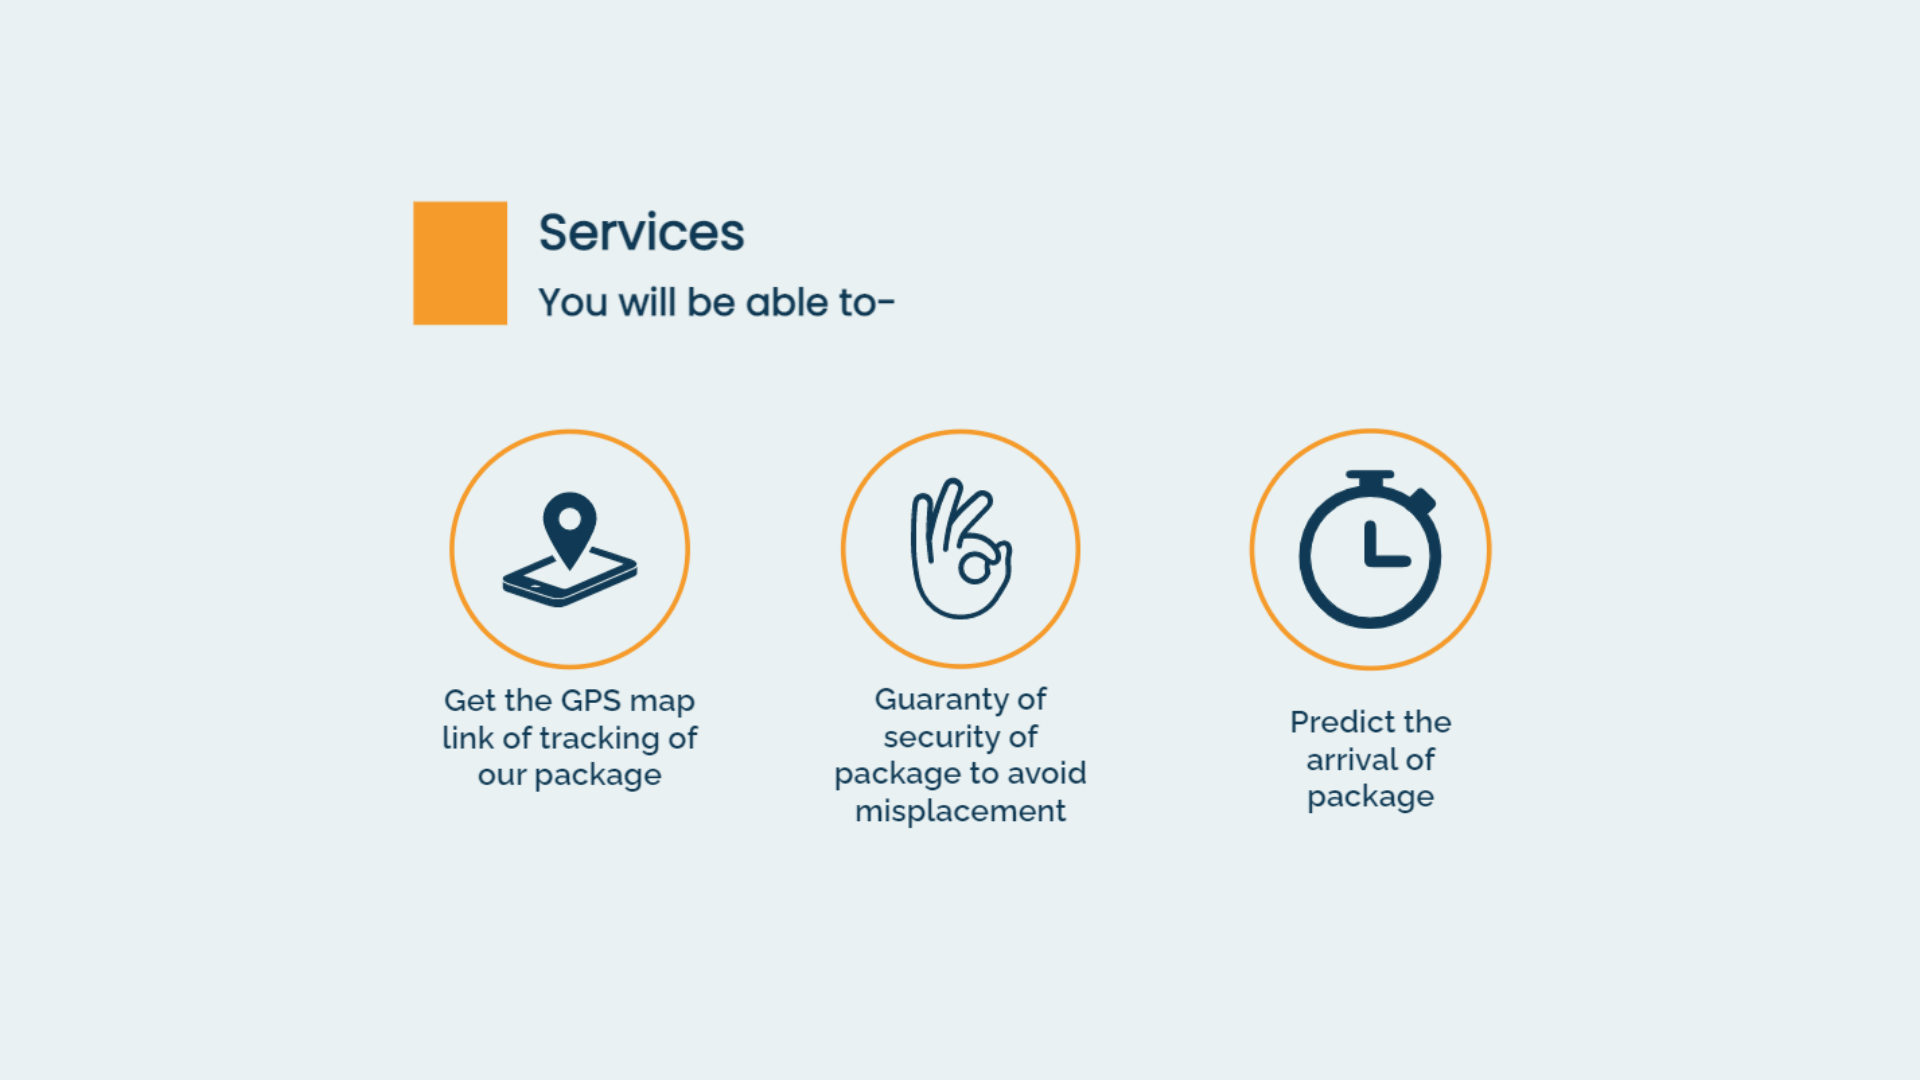 Services
You will be able to-
Get the GPS map
link of tracking of
our package
Guaranty of
security of
package to avoid
misplacement
Predict the
arrival of
package